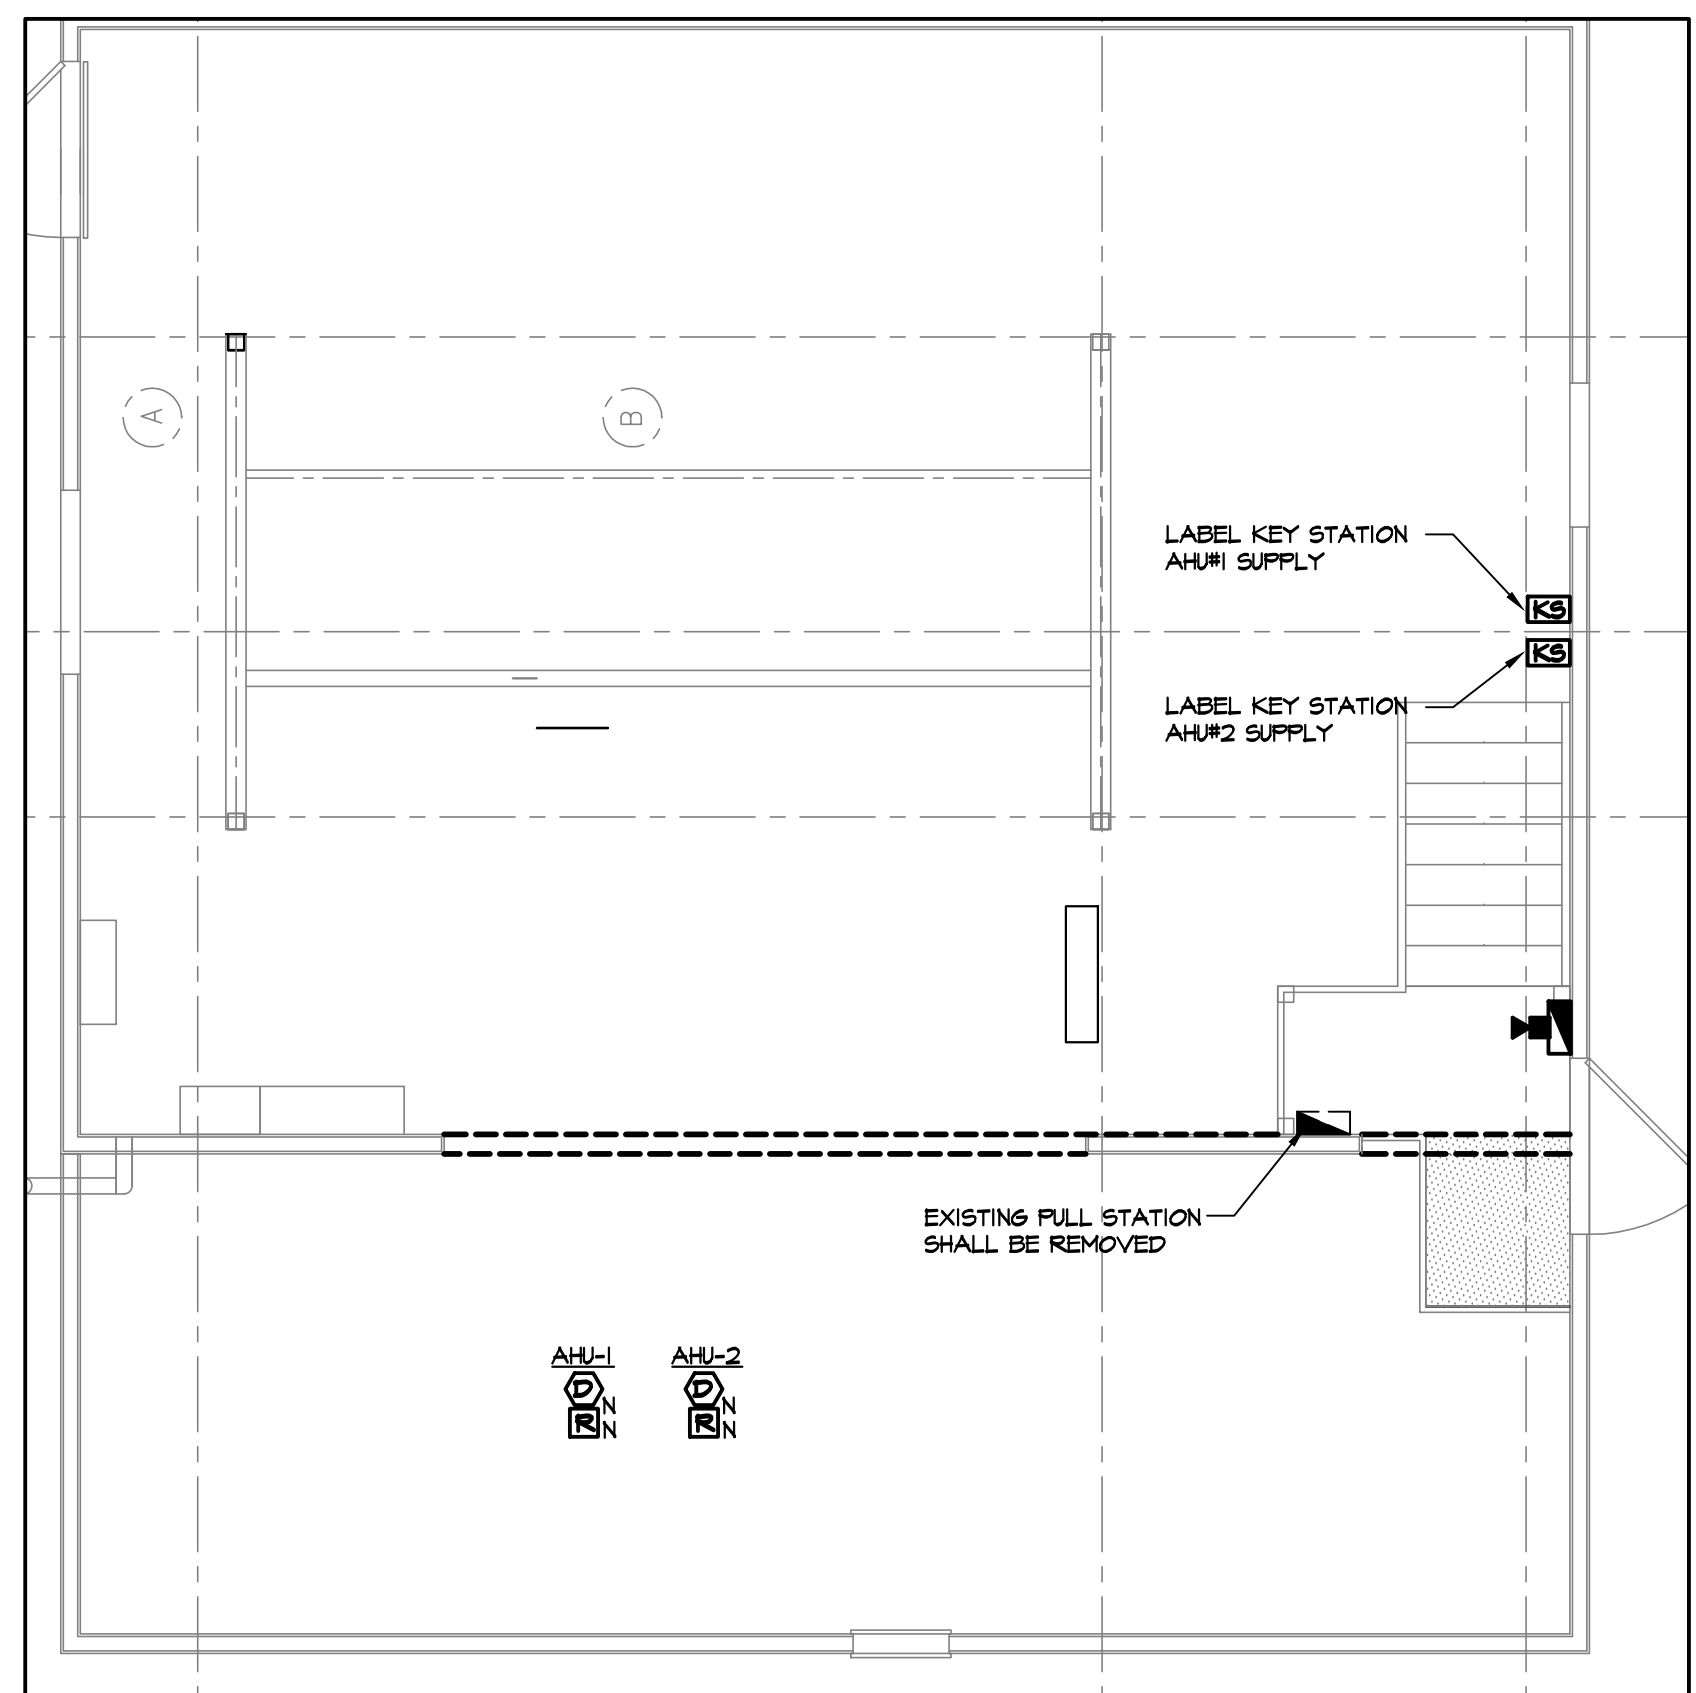 A
B
LABEL KEY STATION
AHU#1 SUPPLY
KS
KS
LABEL KEY STATION
AHU#2 SUPPLY
EXISTING PULL STATION
SHALL BE REMOVED
AHU-1 AHU-2
D N D N
R N R N